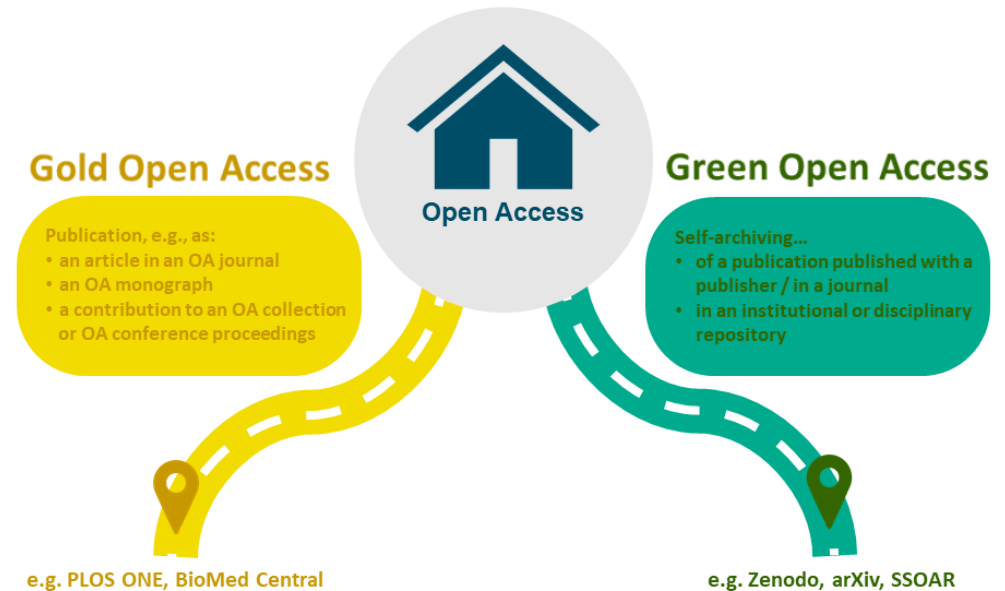 Open Access
Gold Open Access
Publication, e.g., as:
• an article in an OA journal
• an OA monograph
• a contribution to an OA collection
or OA conference proceedings
e.g. PLOS ONE, BioMed Central
Green Open Access
Self-archiving…
• of a publication published with a
publisher / in a journal
• in an institutional or disciplinary
repository
e.g. Zenodo, arXiv, SSOAR